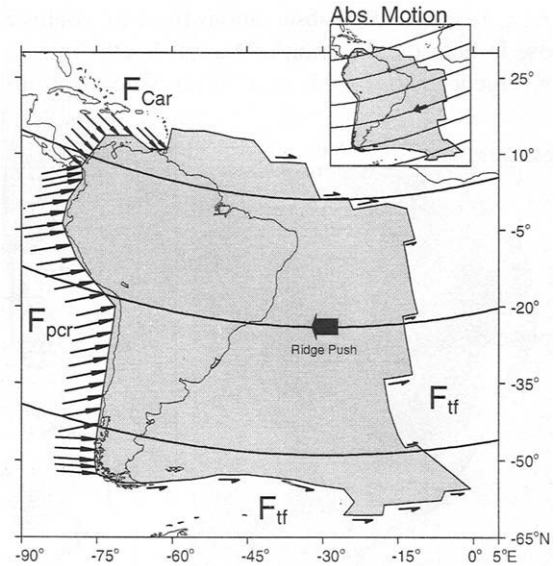 Abs. Motion
F_Car
25°
10°
-5°
F_pcr
-20°
Ridge Push
-35°
F_tf
-50°
F_tf
-65°N
-90° -75° -60° -45° -30° -15° 0° 5°E